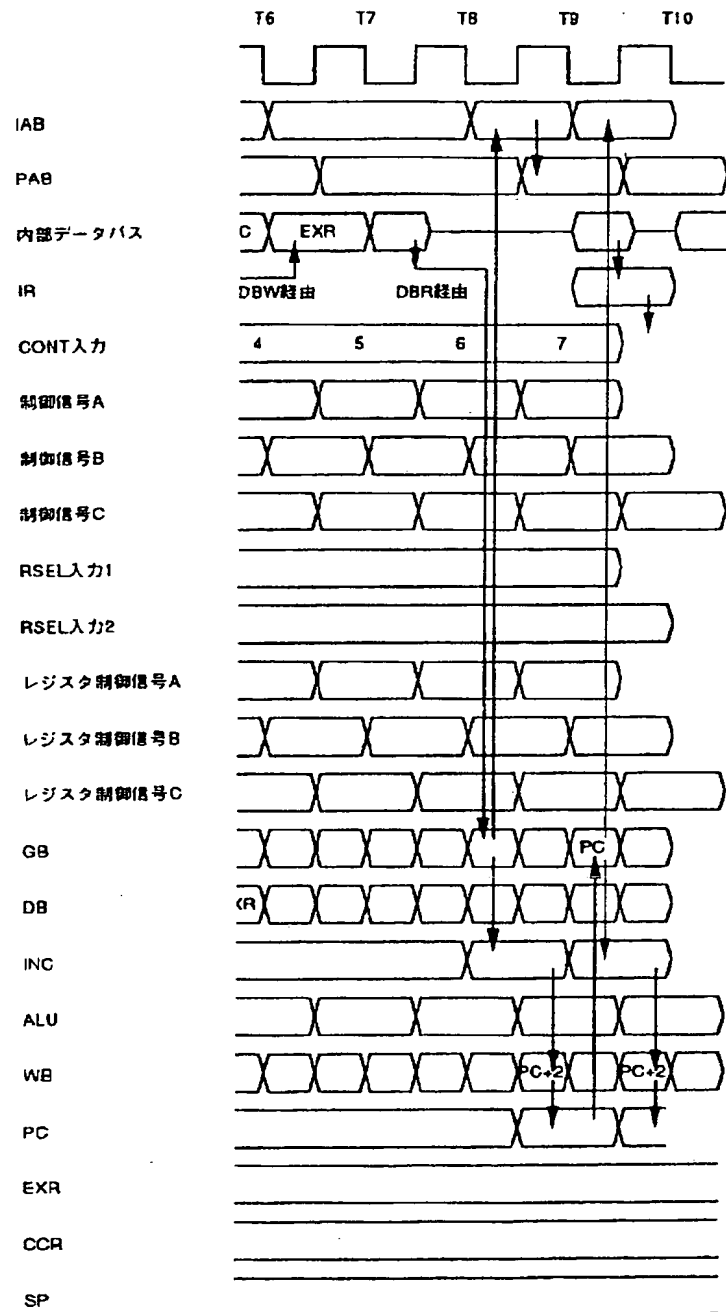 T6 T7 T8 T9 T10
IAB
PAB
内部データバス C EXR
IR DBW経由 DBR経由
CONT入力 4 5 6 7
制御信号A
制御信号B
制御信号C
RSEL入力1
RSEL入力2
レジスタ制御信号A
レジスタ制御信号B
レジスタ制御信号C
GB PC
DB XR
INC
ALU
WB PC+2 PC+2
PC
EXR
CCR
SP